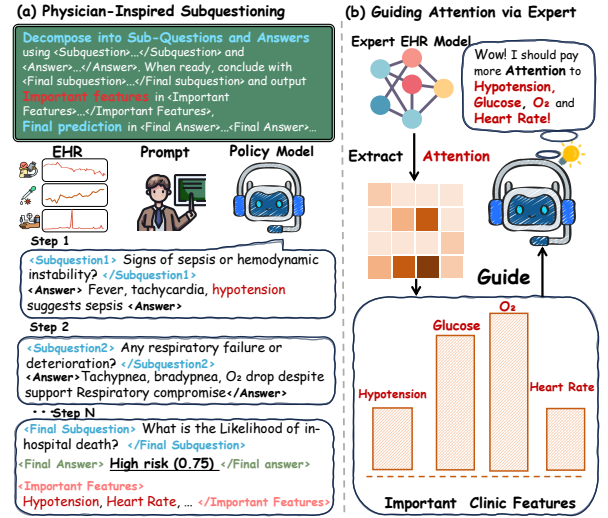 (a) Physician-Inspired Subquestioning
Decompose into Sub-Questions and Answers
using <Subquestion>...</Subquestion> and
<Answer>...</Answer>. When ready, conclude with
<Final subquestion>...</Final subquestion> and output
Important features in <Important
Features>...</Important Features>,
Final prediction in <Final Answer>...<Final Answer>...
EHR
Prompt
Policy Model
Step 1
<Subquestion1> Signs of sepsis or hemodynamic
instability? </Subquestion1>
<Answer> Fever, tachycardia, hypotension
suggests sepsis <Answer>
Step 2
<Subquestion2> Any respiratory failure or
deterioration? </Subquestion2>
<Answer>Tachypnea, bradypnea, O₂ drop despite
support Respiratory compromise</Answer>
... Step N
<Final Subquestion> What is the Likelihood of in-
hospital death? </Final Subquestion>
<Final Answer> High risk (0.75) </Final answer>
<Important Features>
Hypotension, Heart Rate, ... </Important Features>
(b) Guiding Attention via Expert
Expert EHR Model
Wow! I should pay
more Attention to
Hypotension,
Glucose, O₂ and
Heart Rate!
Extract Attention
Guide
O₂
Glucose
Hypotension
Heart Rate
Important Clinic Features